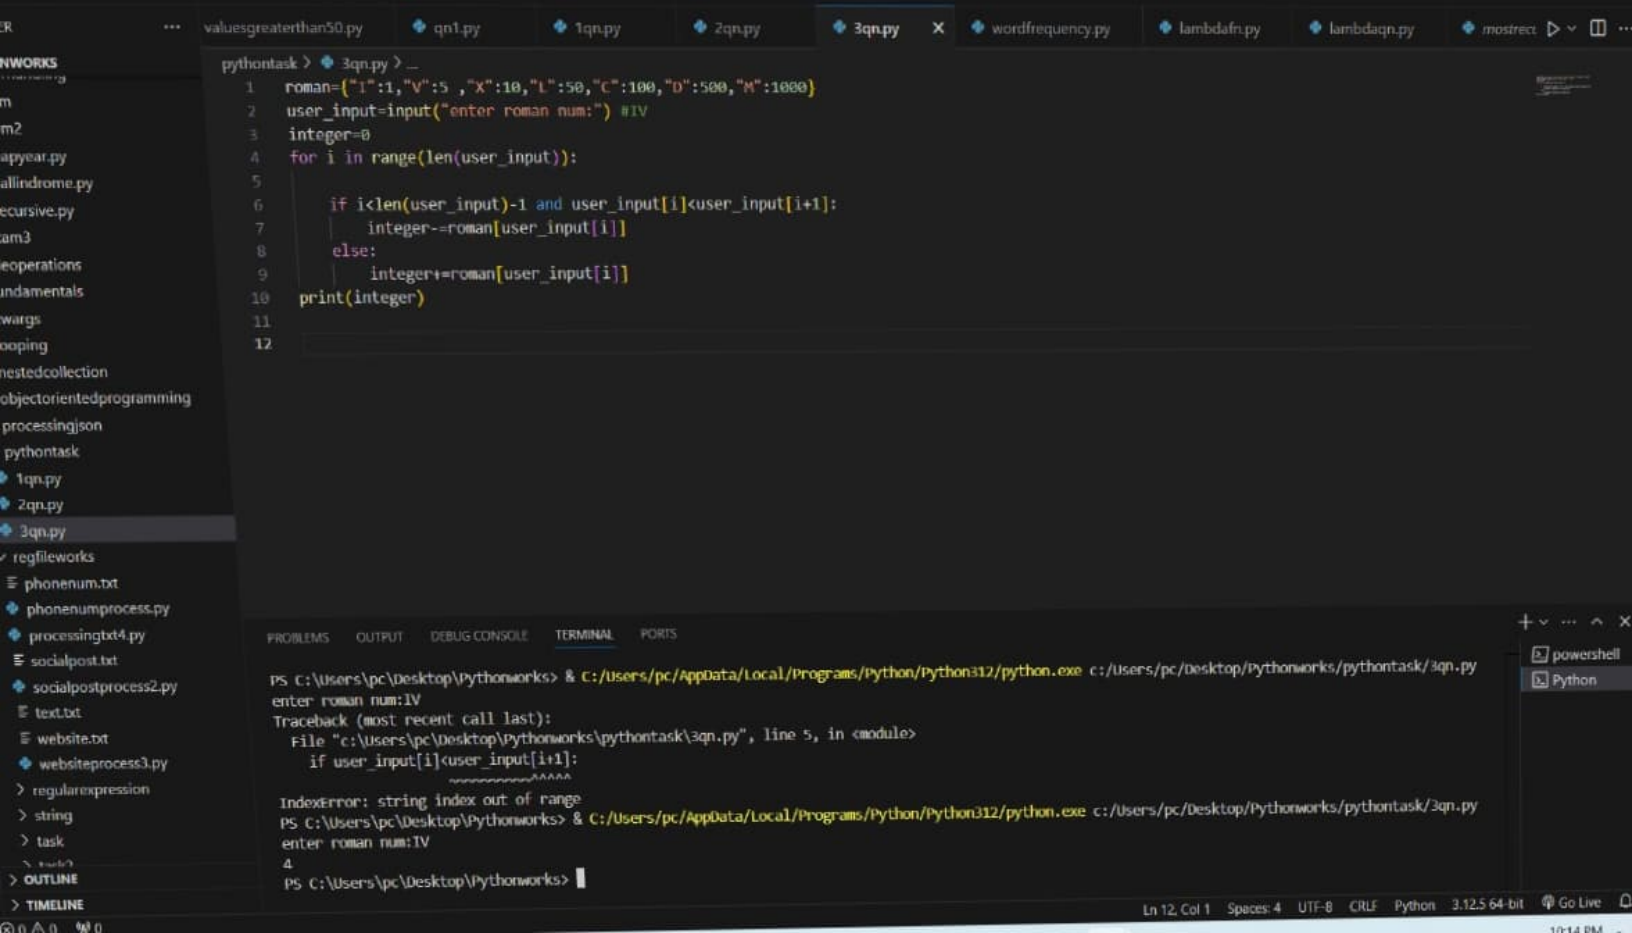 ER ...
valuesgreaterthan50.py qn1.py 1qn.py 2qn.py 3qn.py × wordfrequency.py lambdafn.py lambdaqn.py mostrect
NWORKS
m
m2
apyear.py
allindrome.py
ecursive.py
am3
leoperations
undamentals
wargs
ooping
nestedcollection
objectorientedprogramming
processingjson
pythontask
1qn.py
2qn.py
3qn.py
regfileworks
phonenum.txt
phonenumprocess.py
processingtxt4.py
socialpost.txt
socialpostprocess2.py
text.txt
website.txt
websiteprocess3.py
> regularexpression
> string
> task
> OUTLINE
> TIMELINE
pythontask > 3qn.py > ...
1 roman={"I":1,"V":5 ,"X":10,"L":50,"C":100,"D":500,"M":1000}
2 user_input=input("enter roman num:") #IV
3 integer=0
4 for i in range(len(user_input)):
5
6 if i<len(user_input)-1 and user_input[i]<user_input[i+1]:
7 integer-=roman[user_input[i]]
8 else:
9 integer+=roman[user_input[i]]
10 print(integer)
11
12
PROBLEMS OUTPUT DEBUG CONSOLE TERMINAL PORTS
PS C:\Users\pc\Desktop\Pythonworks> & C:/Users/pc/AppData/Local/Programs/Python/Python312/python.exe c:/Users/pc/Desktop/Pythonworks/pythontask/3qn.py
enter roman num:IV
Traceback (most recent call last):
File "c:\Users\pc\Desktop\Pythonworks\pythontask\3qn.py", line 5, in <module>
if user_input[i]<user_input[i+1]:
~~~~~~~~~~^^^^^
IndexError: string index out of range
PS C:\Users\pc\Desktop\Pythonworks> & C:/Users/pc/AppData/Local/Programs/Python/Python312/python.exe c:/Users/pc/Desktop/Pythonworks/pythontask/3qn.py
enter roman num:IV
4
PS C:\Users\pc\Desktop\Pythonworks>
powershell
Python
0 0 0
Ln 12, Col 1 Spaces: 4 UTF-8 CRLF Python 3.12.5 64-bit Go Live
10:14 PM